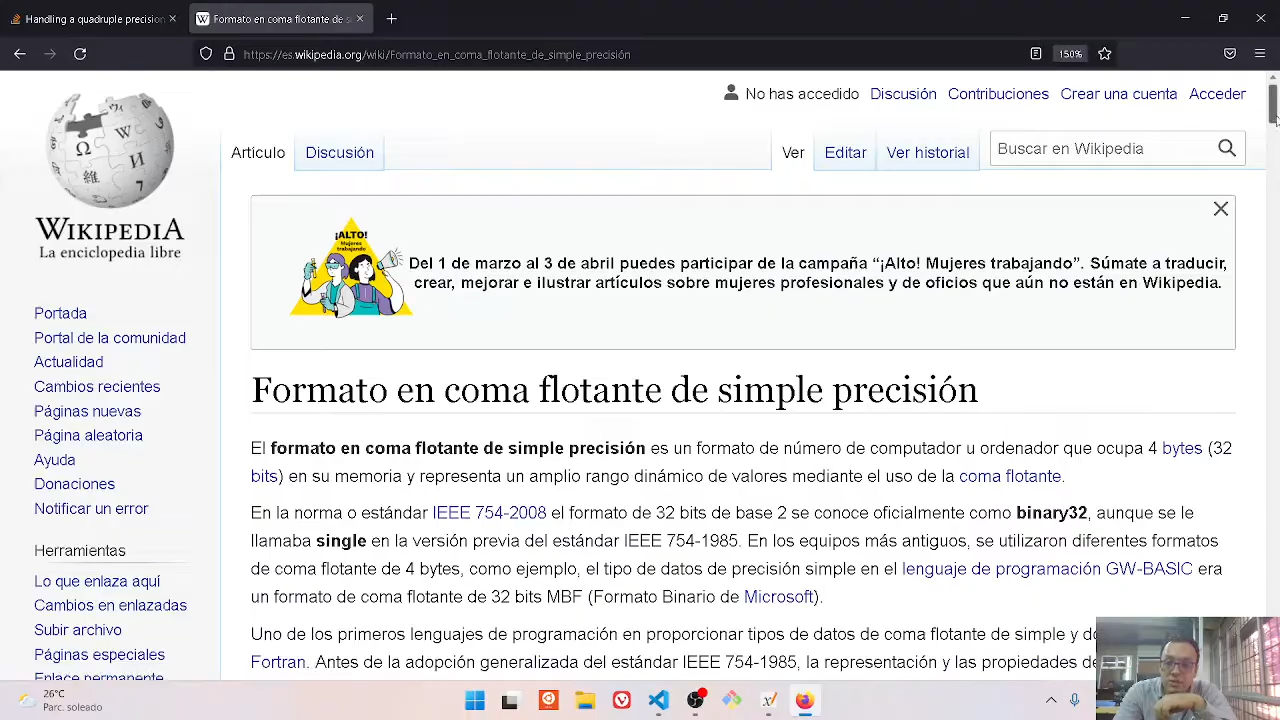 Handling a quadruple precision
Formato en coma flotante de s
https://es.wikipedia.org/wiki/Formato_en_coma_flotante_de_simple_precisión
150%
No has accedido Discusión Contribuciones Crear una cuenta Acceder
Artículo Discusión Ver Editar Ver historial Buscar en Wikipedia
WIKIPEDIA
La enciclopedia libre
¡ALTO!
Mujeres
trabajando
Del 1 de marzo al 3 de abril puedes participar de la campaña “¡Alto! Mujeres trabajando”. Súmate a traducir,
crear, mejorar e ilustrar artículos sobre mujeres profesionales y de oficios que aún no están en Wikipedia.
Portada
Portal de la comunidad
Actualidad
Cambios recientes
Páginas nuevas
Página aleatoria
Ayuda
Donaciones
Notificar un error
Herramientas
Lo que enlaza aquí
Cambios en enlazadas
Subir archivo
Páginas especiales
Enlace permanente
Formato en coma flotante de simple precisión
El formato en coma flotante de simple precisión es un formato de número de computador u ordenador que ocupa 4 bytes (32
bits) en su memoria y representa un amplio rango dinámico de valores mediante el uso de la coma flotante.
En la norma o estándar IEEE 754-2008 el formato de 32 bits de base 2 se conoce oficialmente como binary32, aunque se le
llamaba single en la versión previa del estándar IEEE 754-1985. En los equipos más antiguos, se utilizaron diferentes formatos
de coma flotante de 4 bytes, como ejemplo, el tipo de datos de precisión simple en el lenguaje de programación GW-BASIC era
un formato de coma flotante de 32 bits MBF (Formato Binario de Microsoft).
Uno de los primeros lenguajes de programación en proporcionar tipos de datos de coma flotante de simple y do
Fortran. Antes de la adopción generalizada del estándar IEEE 754-1985, la representación y las propiedades de
26°C
Parc. soleado